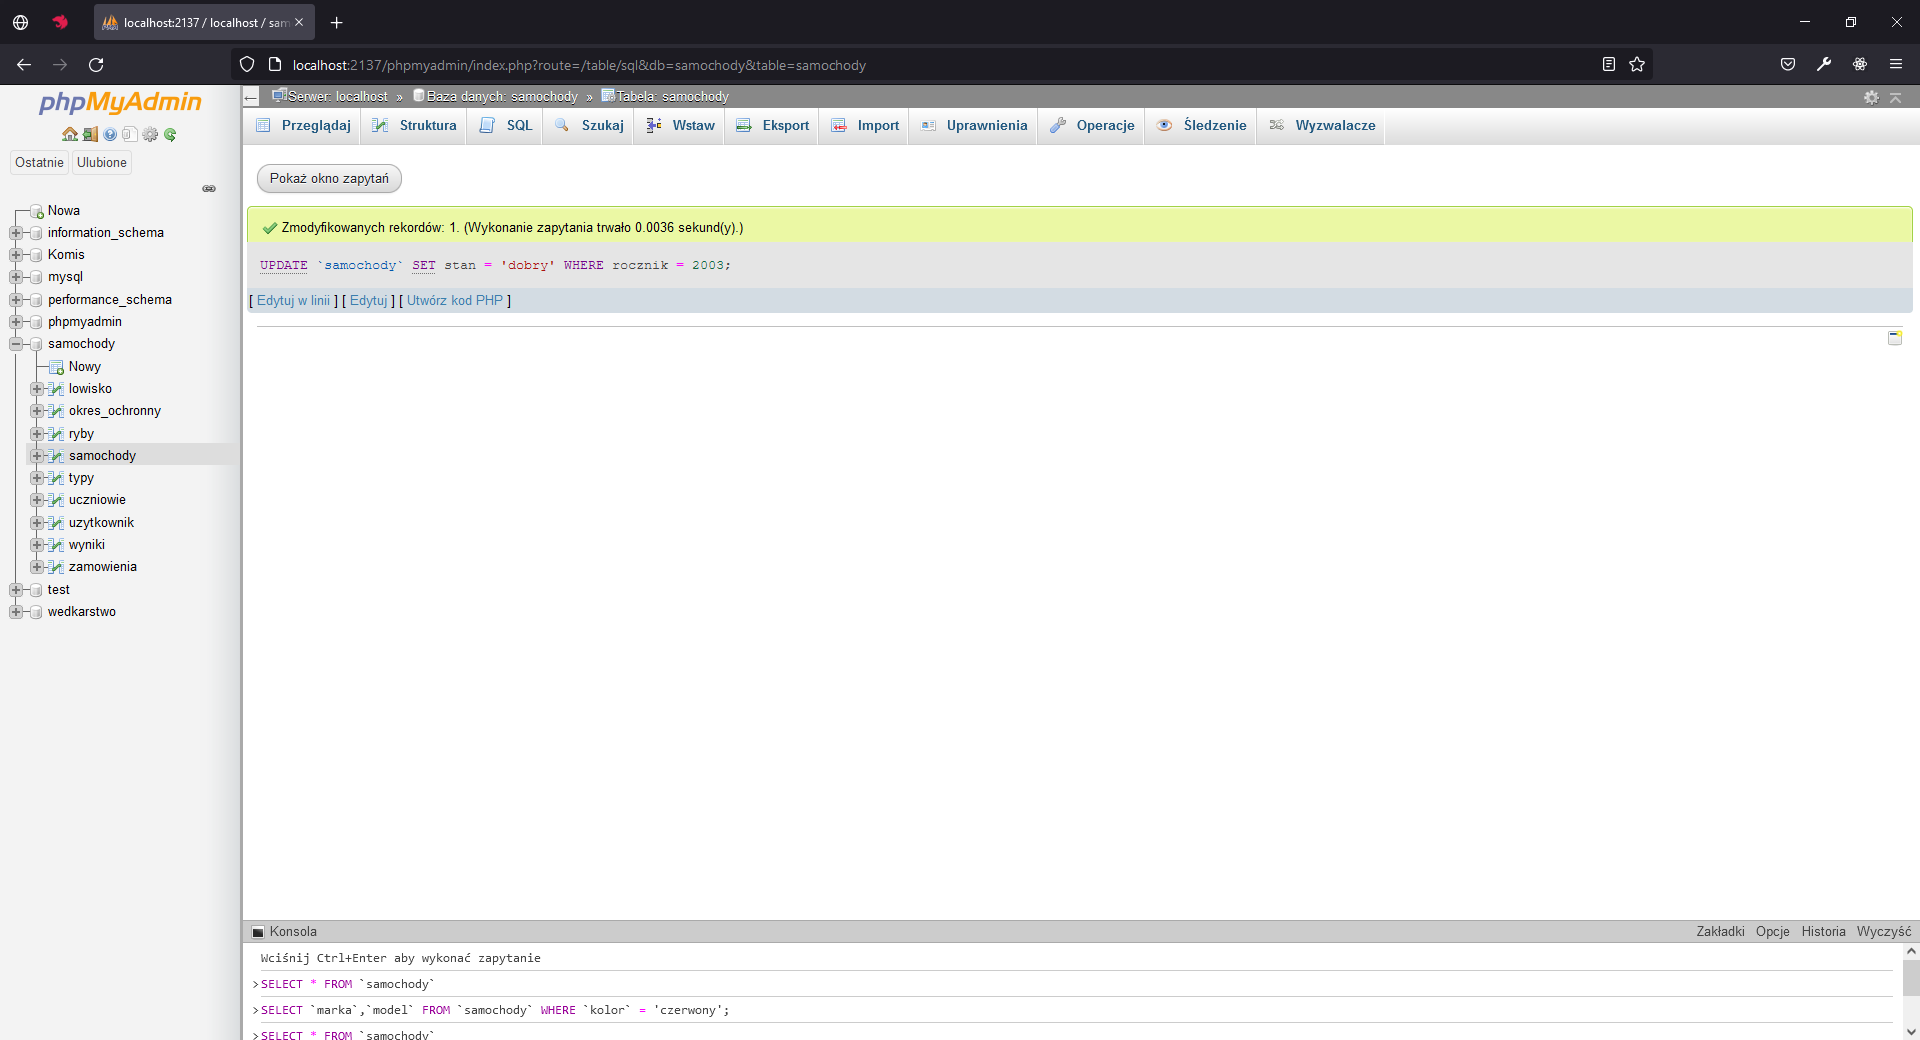 localhost:2137 / localhost / sam
localhost:2137/phpmyadmin/index.php?route=/table/sql&db=samochody&table=samochody
phpMyAdmin
Ostatnie Ulubione
Nowa
information_schema
Komis
mysql
performance_schema
phpmyadmin
samochody
Nowy
lowisko
okres_ochronny
ryby
samochody
typy
uczniowie
uzytkownik
wyniki
zamowienia
test
wedkarstwo
Serwer: localhost » Baza danych: samochody » Tabela: samochody
Przeglądaj Struktura SQL Szukaj Wstaw Eksport Import Uprawnienia Operacje Śledzenie Wyzwalacze
Pokaż okno zapytań
Zmodyfikowanych rekordów: 1. (Wykonanie zapytania trwało 0.0036 sekund(y).)
UPDATE `samochody` SET stan = 'dobry' WHERE rocznik = 2003;
[ Edytuj w linii ] [ Edytuj ] [ Utwórz kod PHP ]
Konsola Zakładki Opcje Historia Wyczyść
Wciśnij Ctrl+Enter aby wykonać zapytanie
>SELECT * FROM `samochody`
>SELECT `marka`,`model` FROM `samochody` WHERE `kolor` = 'czerwony';
>SELECT * FROM `samochody`